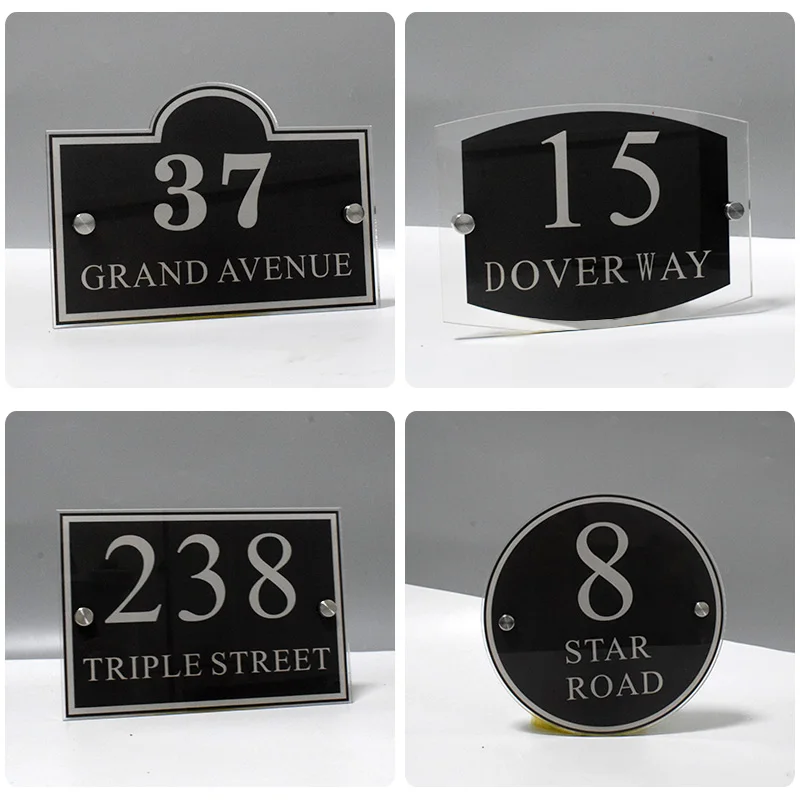 37
GRAND AVENUE
15
DOVER WAY
238
TRIPLE STREET
8
STAR
ROAD